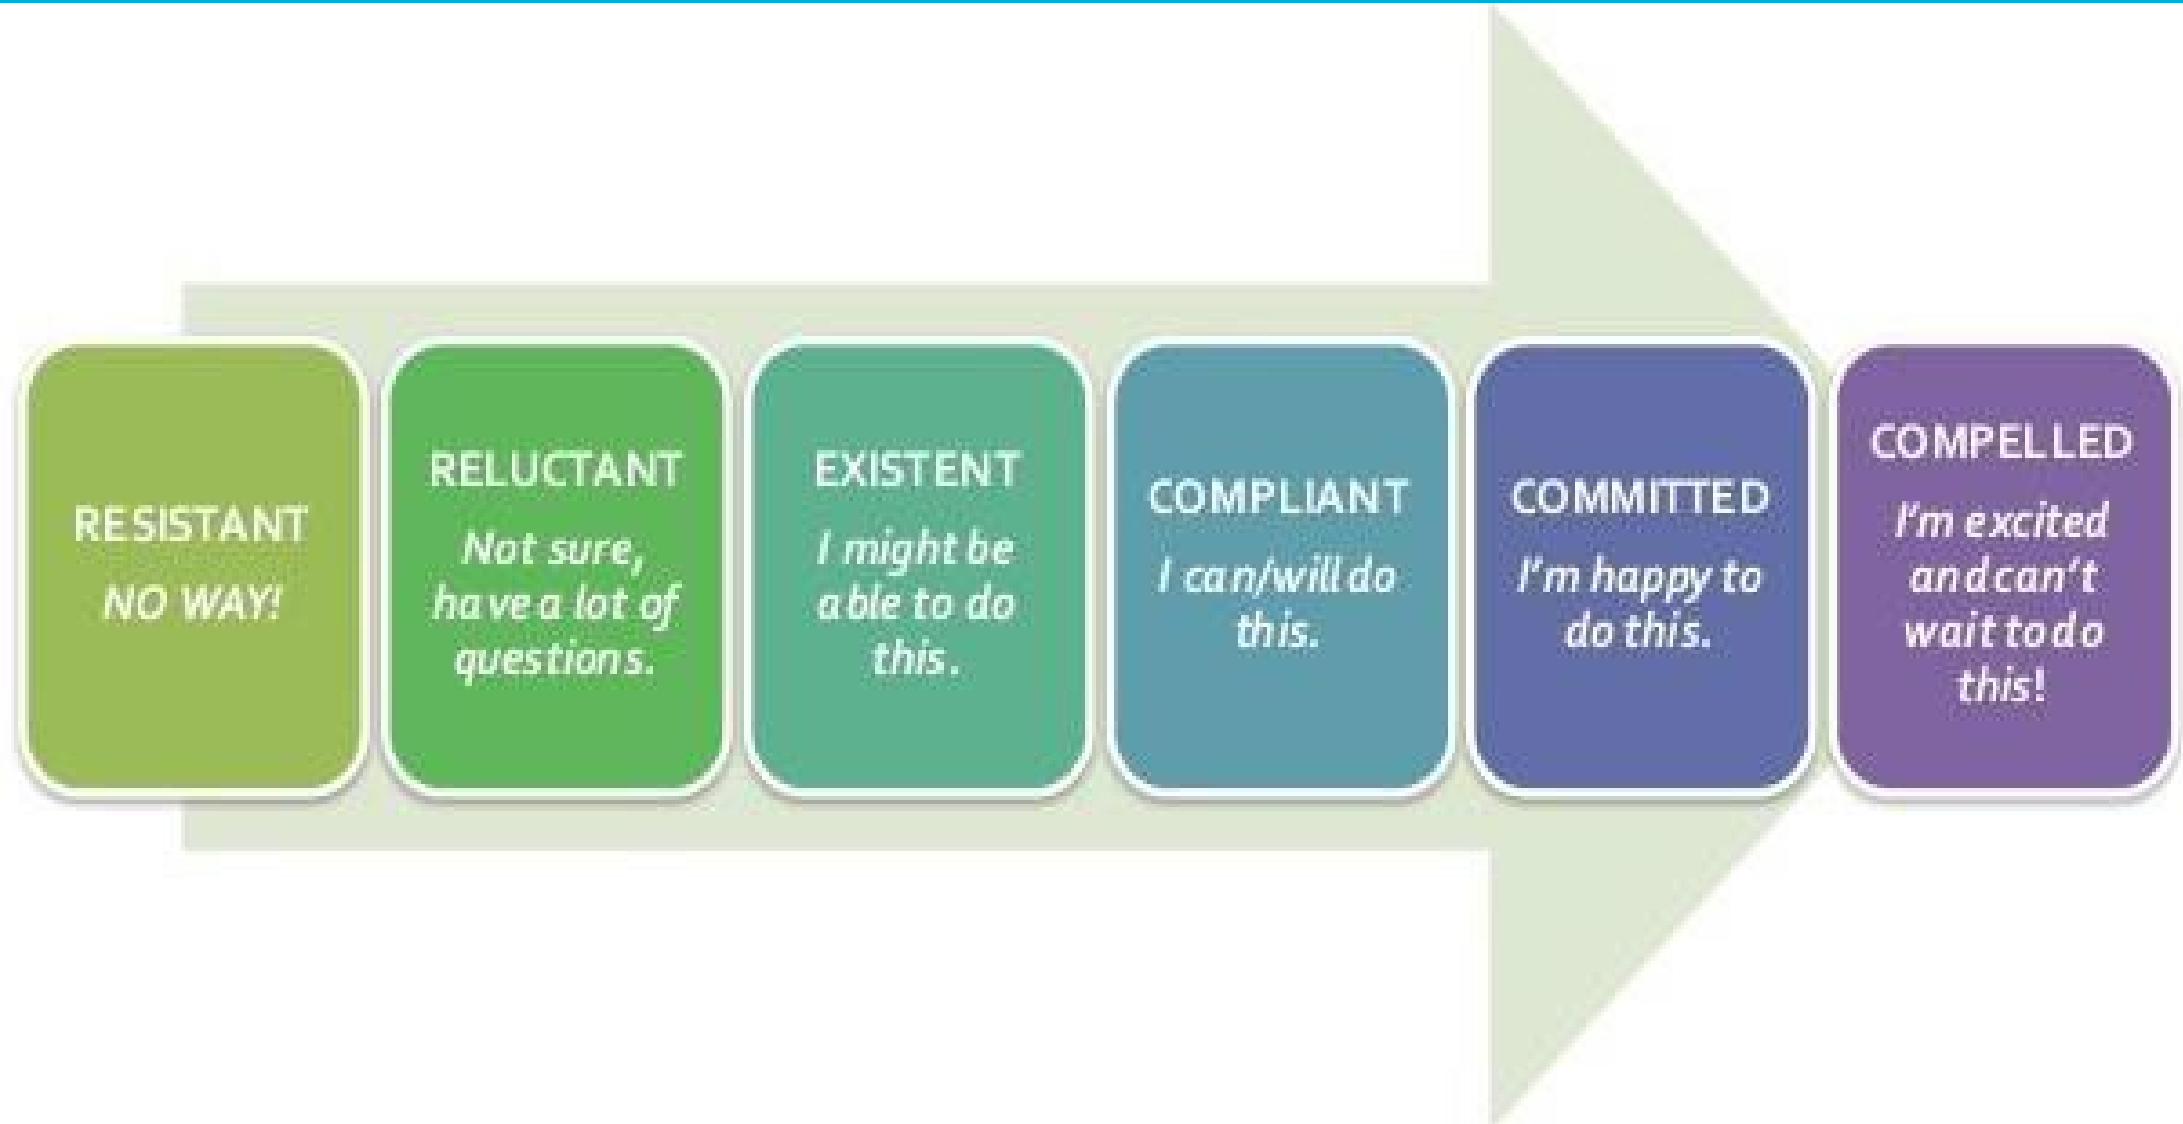 RESISTANT
NO WAY!
RELUCTANT
Not sure,
have a lot of
questions.
EXISTENT
I might be
able to do
this.
COMPLIANT
I can/will do
this.
COMMITTED
I'm happy to
do this.
COMPELLED
I'm excited
and can't
wait to do
this!